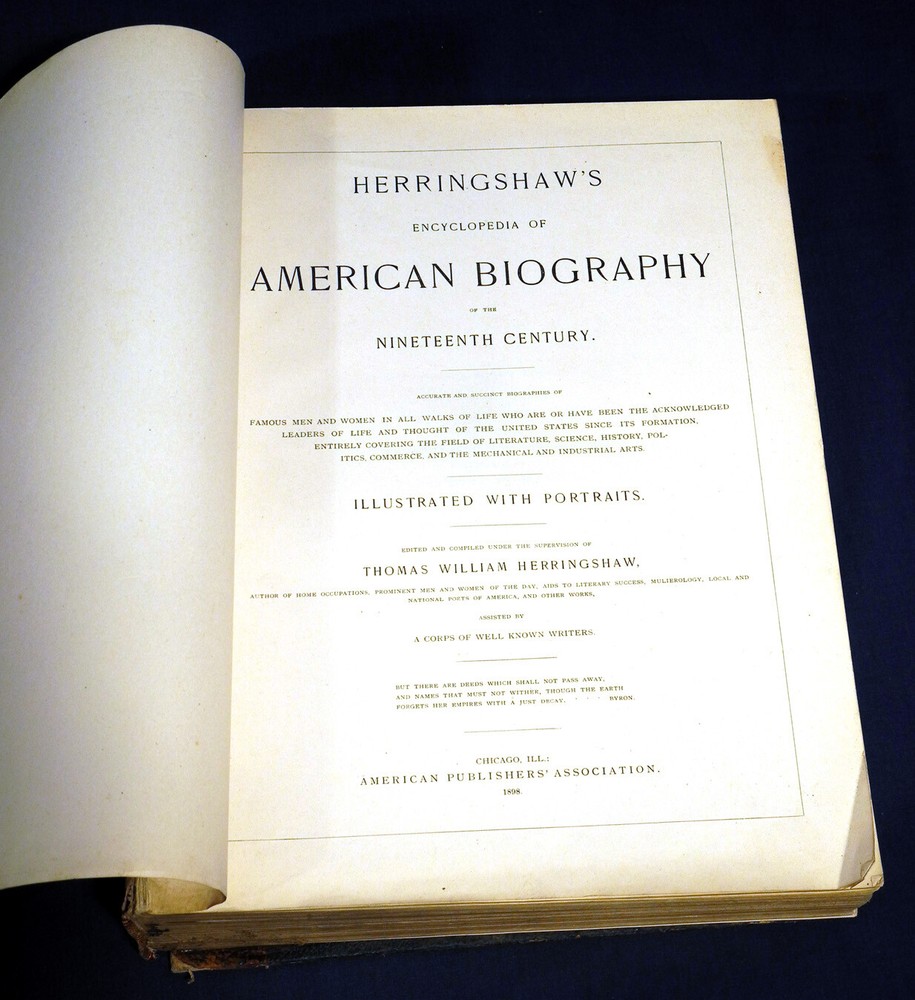 HERRINGSHAW'S
ENCYCLOPEDIA OF
AMERICAN BIOGRAPHY
OF THE
NINETEENTH CENTURY.
ACCURATE AND SUCCINCT BIOGRAPHIES OF
FAMOUS MEN AND WOMEN IN ALL WALKS OF LIFE WHO ARE OR HAVE BEEN THE ACKNOWLEDGED
LEADERS OF LIFE AND THOUGHT OF THE UNITED STATES SINCE ITS FORMATION,
ENTIRELY COVERING THE FIELD OF LITERATURE, SCIENCE, HISTORY, POL-
ITICS, COMMERCE, AND THE MECHANICAL AND INDUSTRIAL ARTS.
ILLUSTRATED WITH PORTRAITS.
EDITED AND COMPILED UNDER THE SUPERVISION OF
THOMAS WILLIAM HERRINGSHAW,
AUTHOR OF HOME OCCUPATIONS, PROMINENT MEN AND WOMEN OF THE DAY, AIDS TO LITERARY SUCCESS, MULIEROLOGY, LOCAL AND
NATIONAL POETS OF AMERICA, AND OTHER WORKS,
ASSISTED BY
A CORPS OF WELL KNOWN WRITERS.
BUT THERE ARE DEEDS WHICH SHALL NOT PASS AWAY,
AND NAMES THAT MUST NOT WITHER, THOUGH THE EARTH
FORGETS HER EMPIRES WITH A JUST DECAY. BYRON.
CHICAGO, ILL.:
AMERICAN PUBLISHERS' ASSOCIATION.
1898.